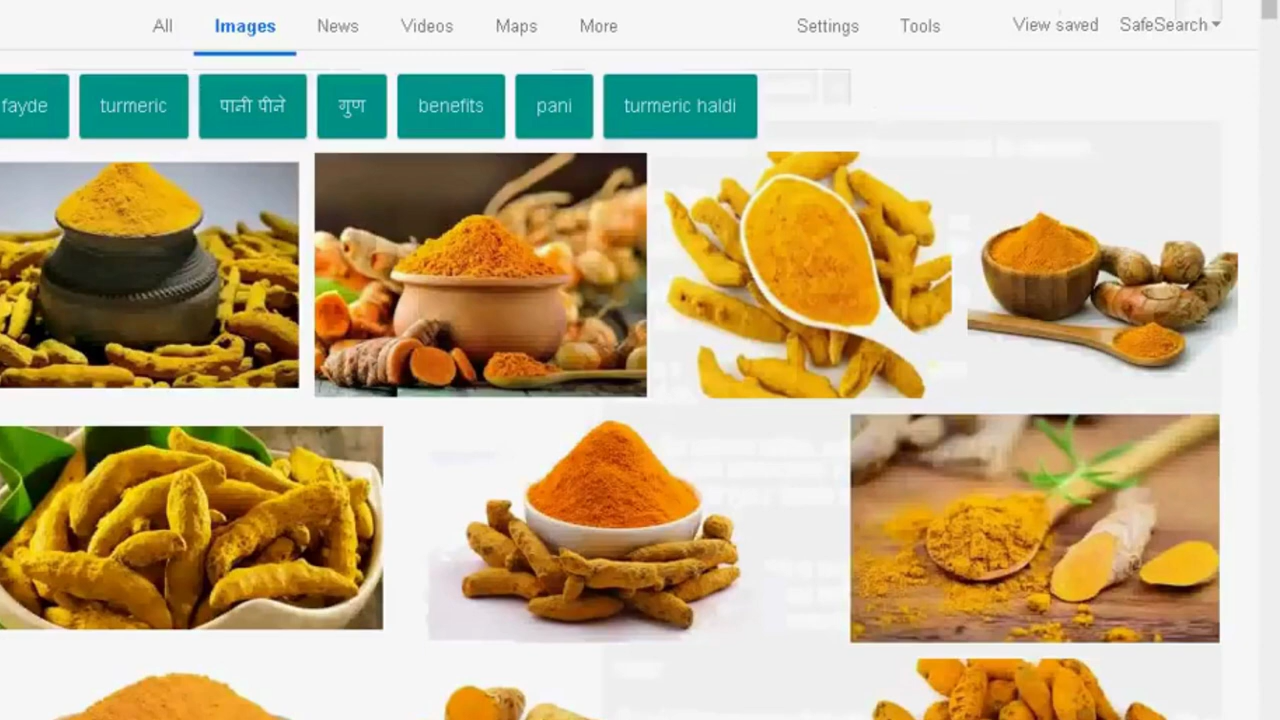 All Images News Videos Maps More Settings Tools View saved SafeSearch
fayde turmeric पानी पीने गुण benefits pani turmeric haldi